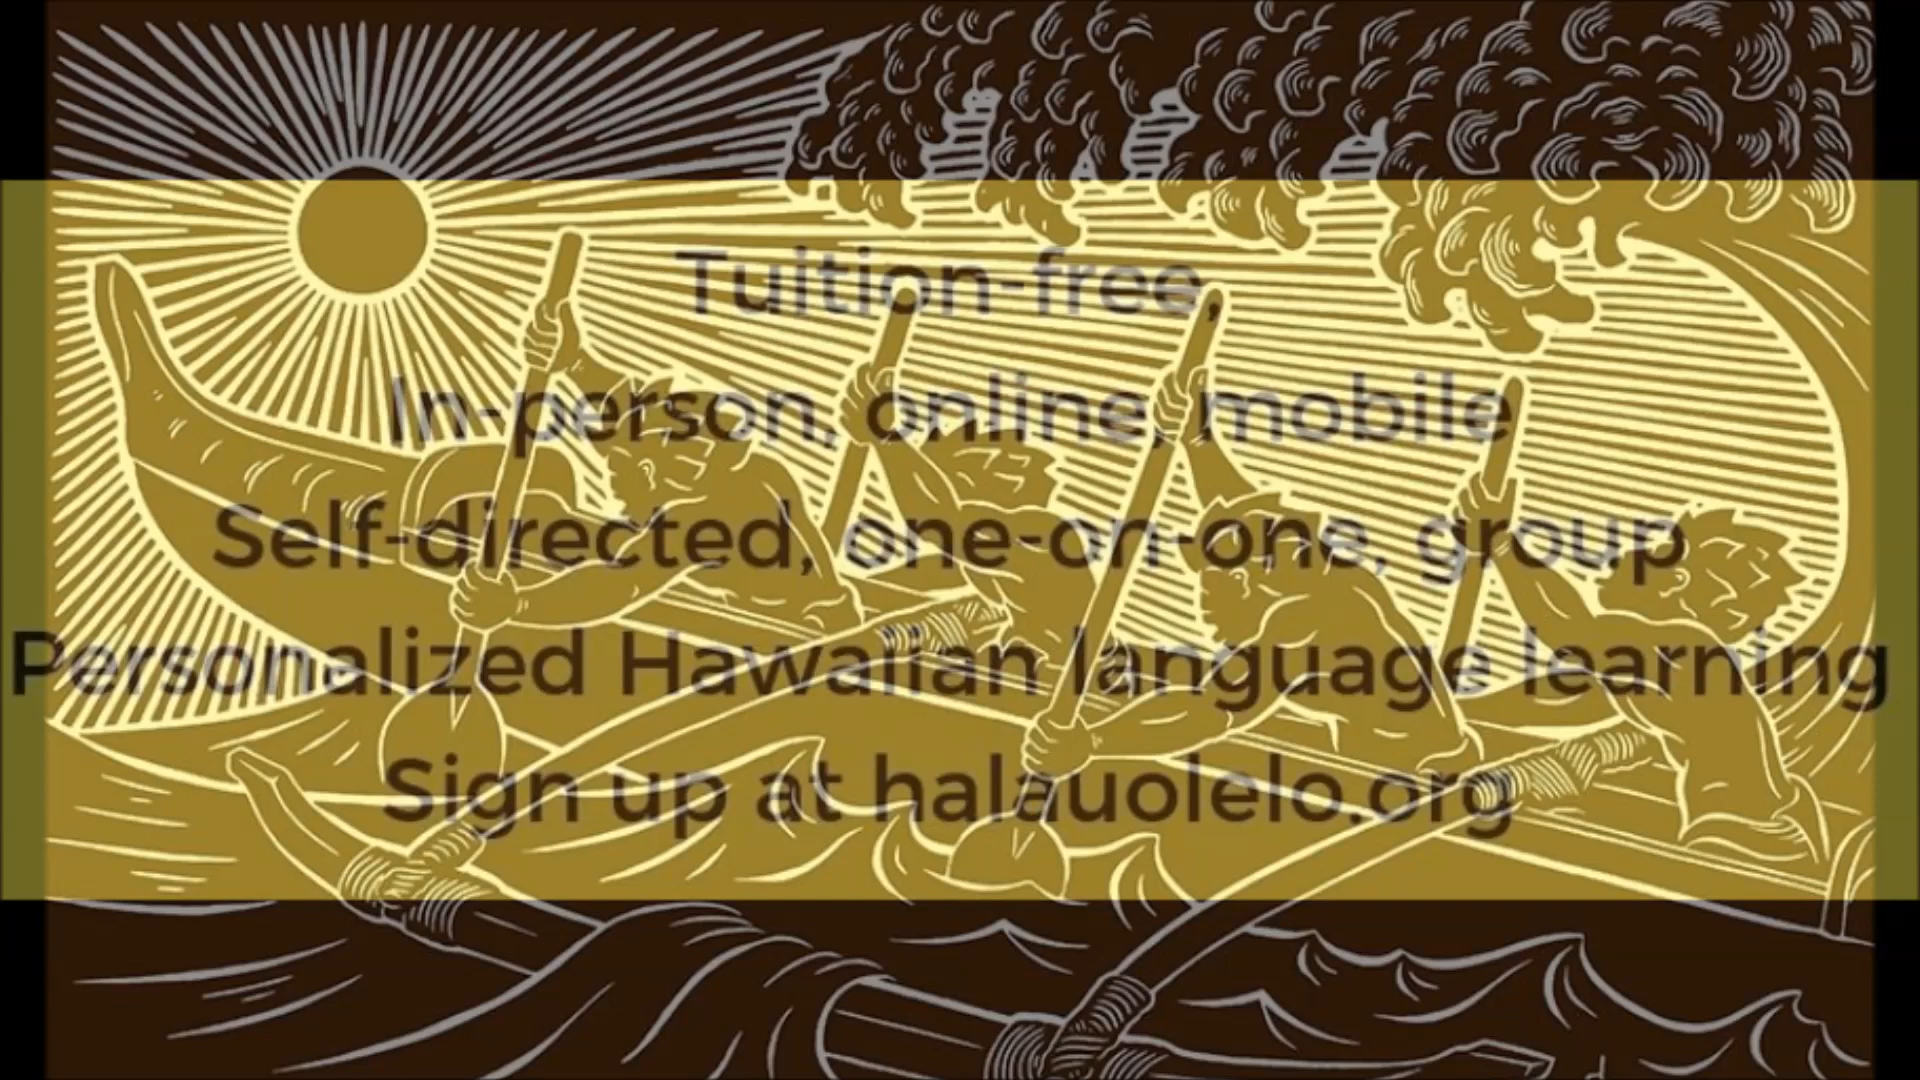 Tuition-free,
In-person, online, mobile
Self-directed, one-on-one, group
Personalized Hawaiian language learning
Sign up at halauolelo.org